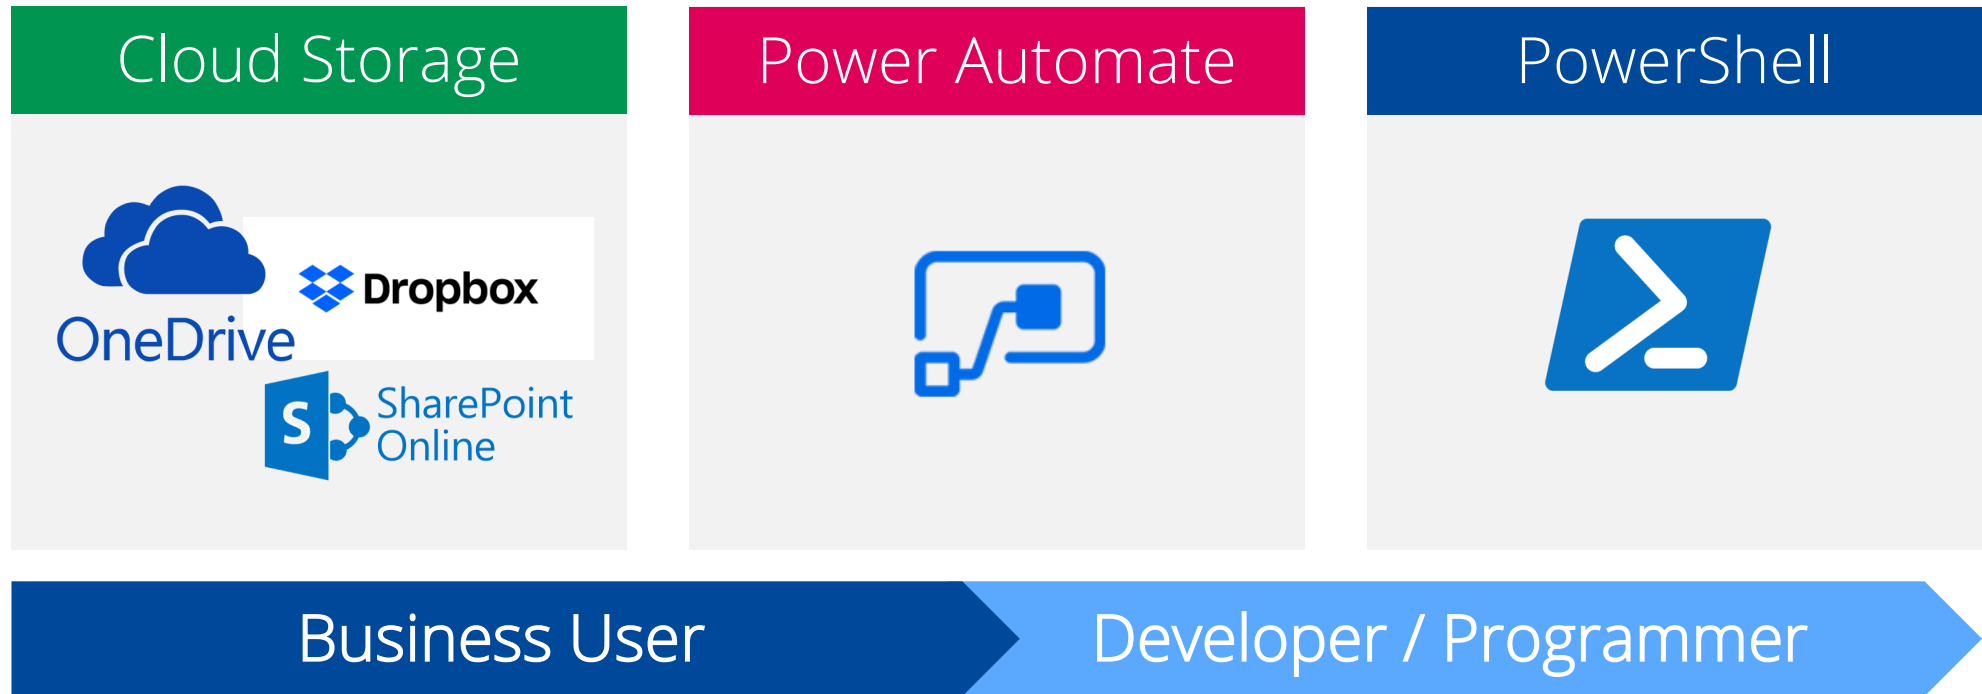 Cloud Storage
Power Automate
PowerShell
OneDrive
Dropbox
S
SharePoint
Online
Business User
Developer / Programmer